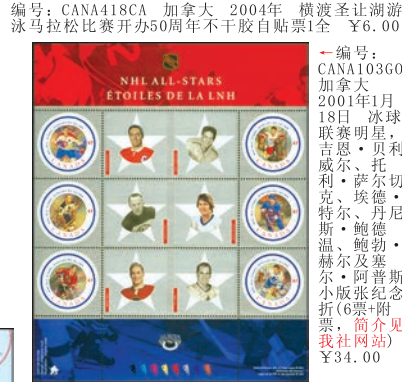 编号：CANA418CA 加拿大 2004年 横渡圣让湖游
泳马拉松比赛开办50周年不干胶自贴票1全 ￥6.00
NHL ALL-STARS
ÉTOILES DE LA LNH
←编号：
CANA103GO
加拿大
2001年1月
18日 冰球
联赛明星，
吉恩·贝利
威尔、托
利·萨尔切
克、埃德·
特尔、丹尼
斯·鲍德
温、鲍勃·
赫尔及塞
尔·阿普斯
小版张纪念
折(6票+附
票，简介见
我社网站)
￥34.00